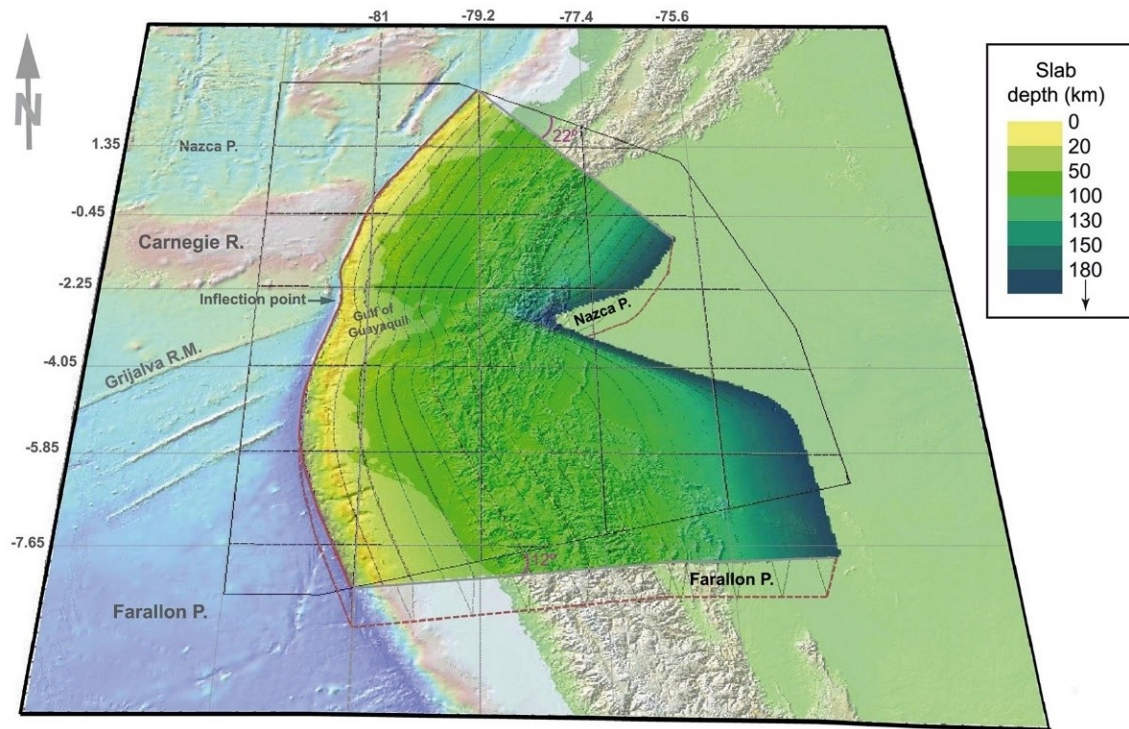 -81
-79.2
-77.4
-75.6
N
1.35
-0.45
-2.25
-4.05
-5.85
-7.65
Nazca P.
Carnegie R.
Inflection point
Gulf of
Guayaquil
Grijalva R.M.
Farallon P.
22º
Nazca P.
12º
Farallon P.
Slab
depth (km)
0
20
50
100
130
150
180